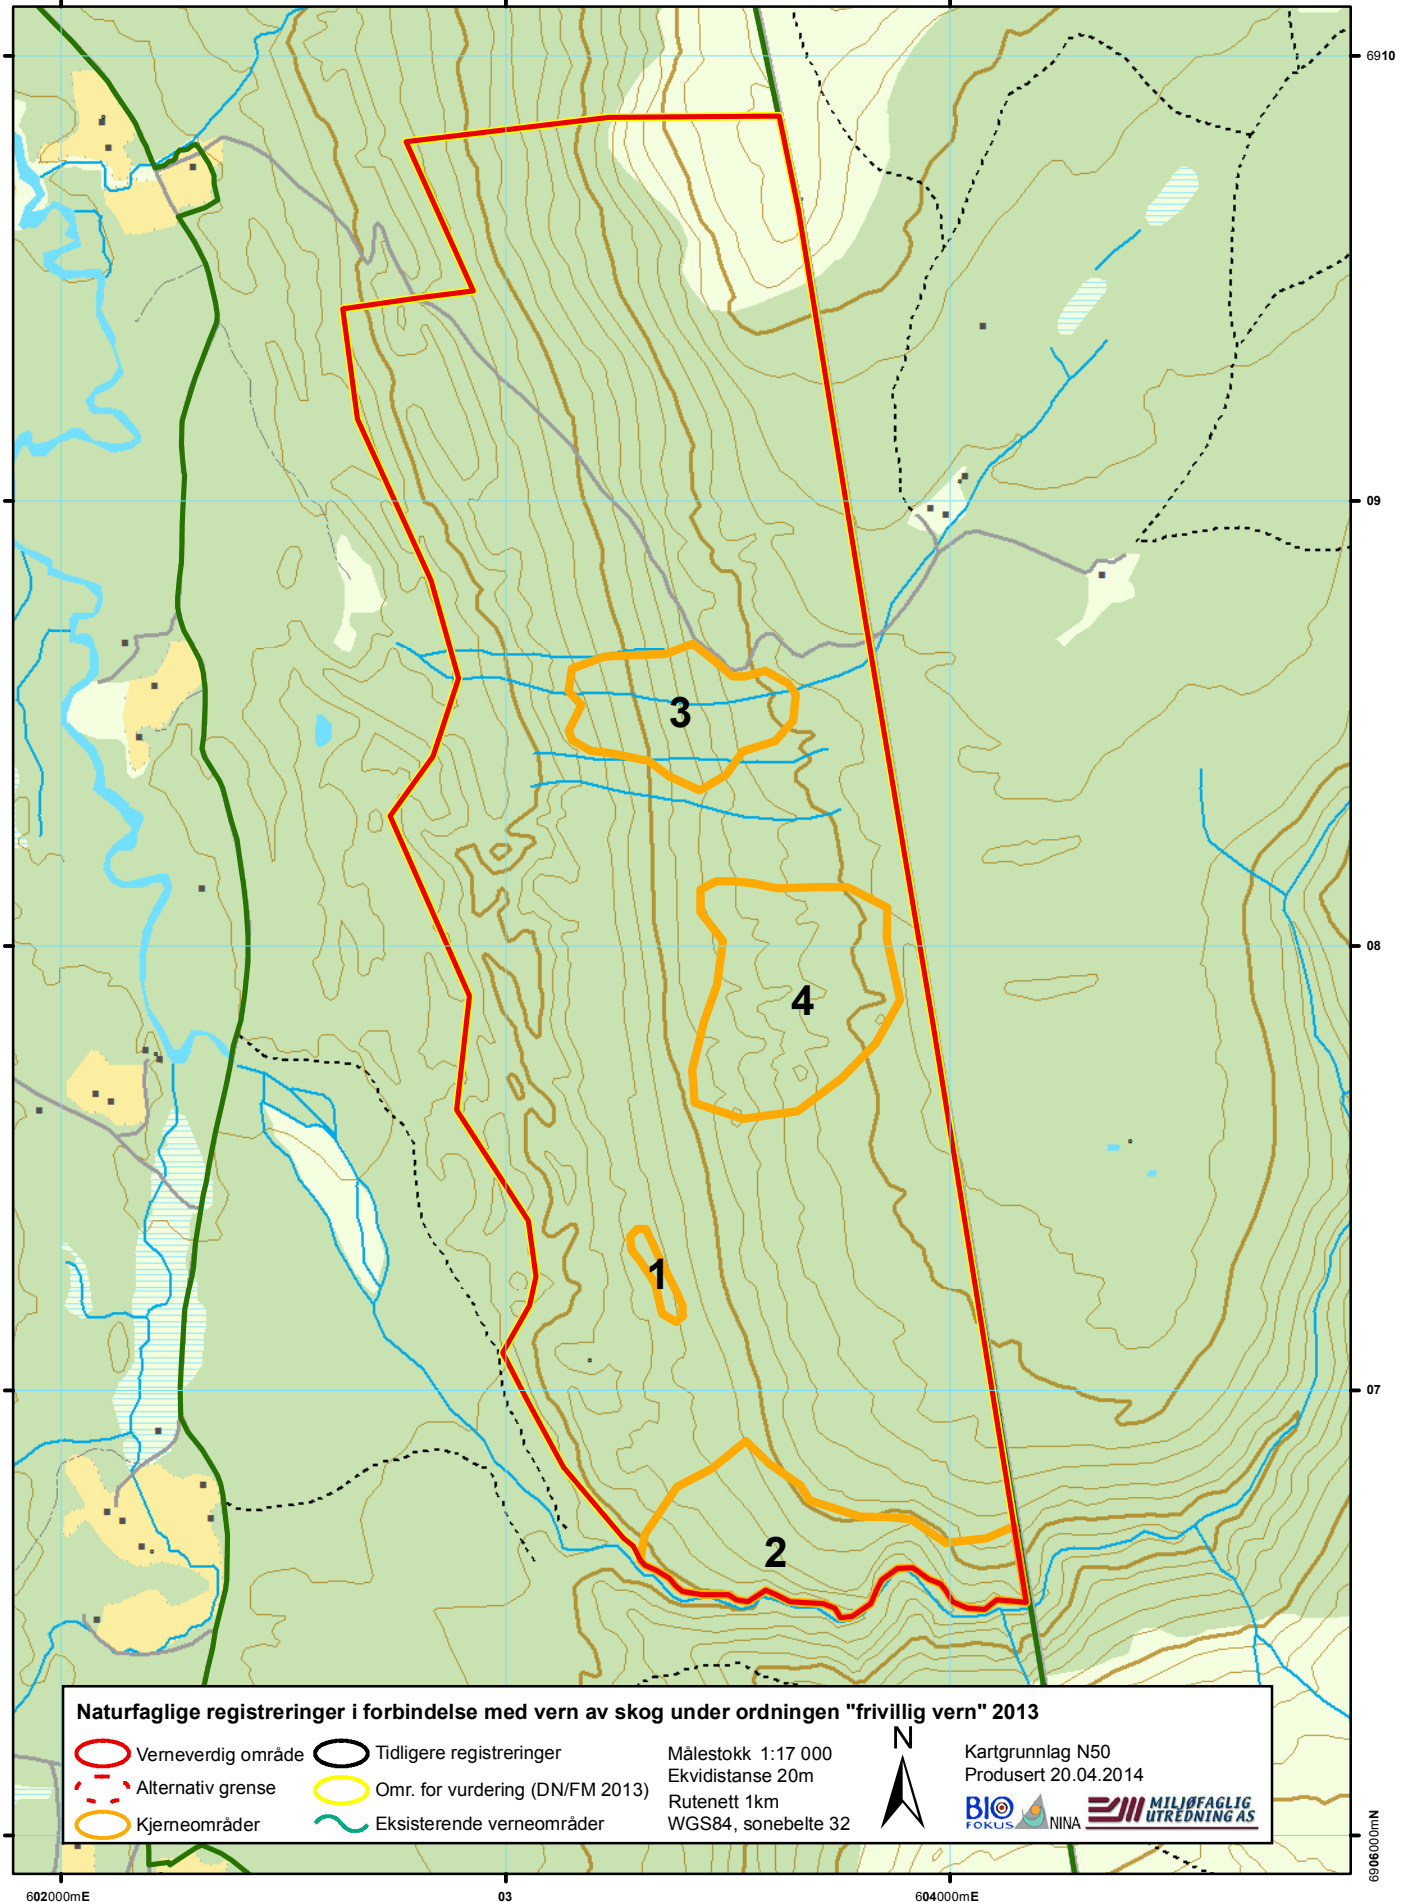 6910
09
3
08
4
1
07
2
Naturfaglige registreringer i forbindelse med vern av skog under ordningen "frivillig vern" 2013
Verneverdig område
Tidligere registreringer
Alternativ grense
Omr. for vurdering (DN/FM 2013)
Kjerneområder
Eksisterende verneområder
Målestokk 1:17 000
Ekvidistanse 20m
Rutenett 1km
WGS84, sonebelte 32
N
Kartgrunnlag N50
Produsert 20.04.2014
BIO
FOKUS
NINA
MILJØFAGLIG
UTREDNING AS
6906000mN
602000mE
03
604000mE